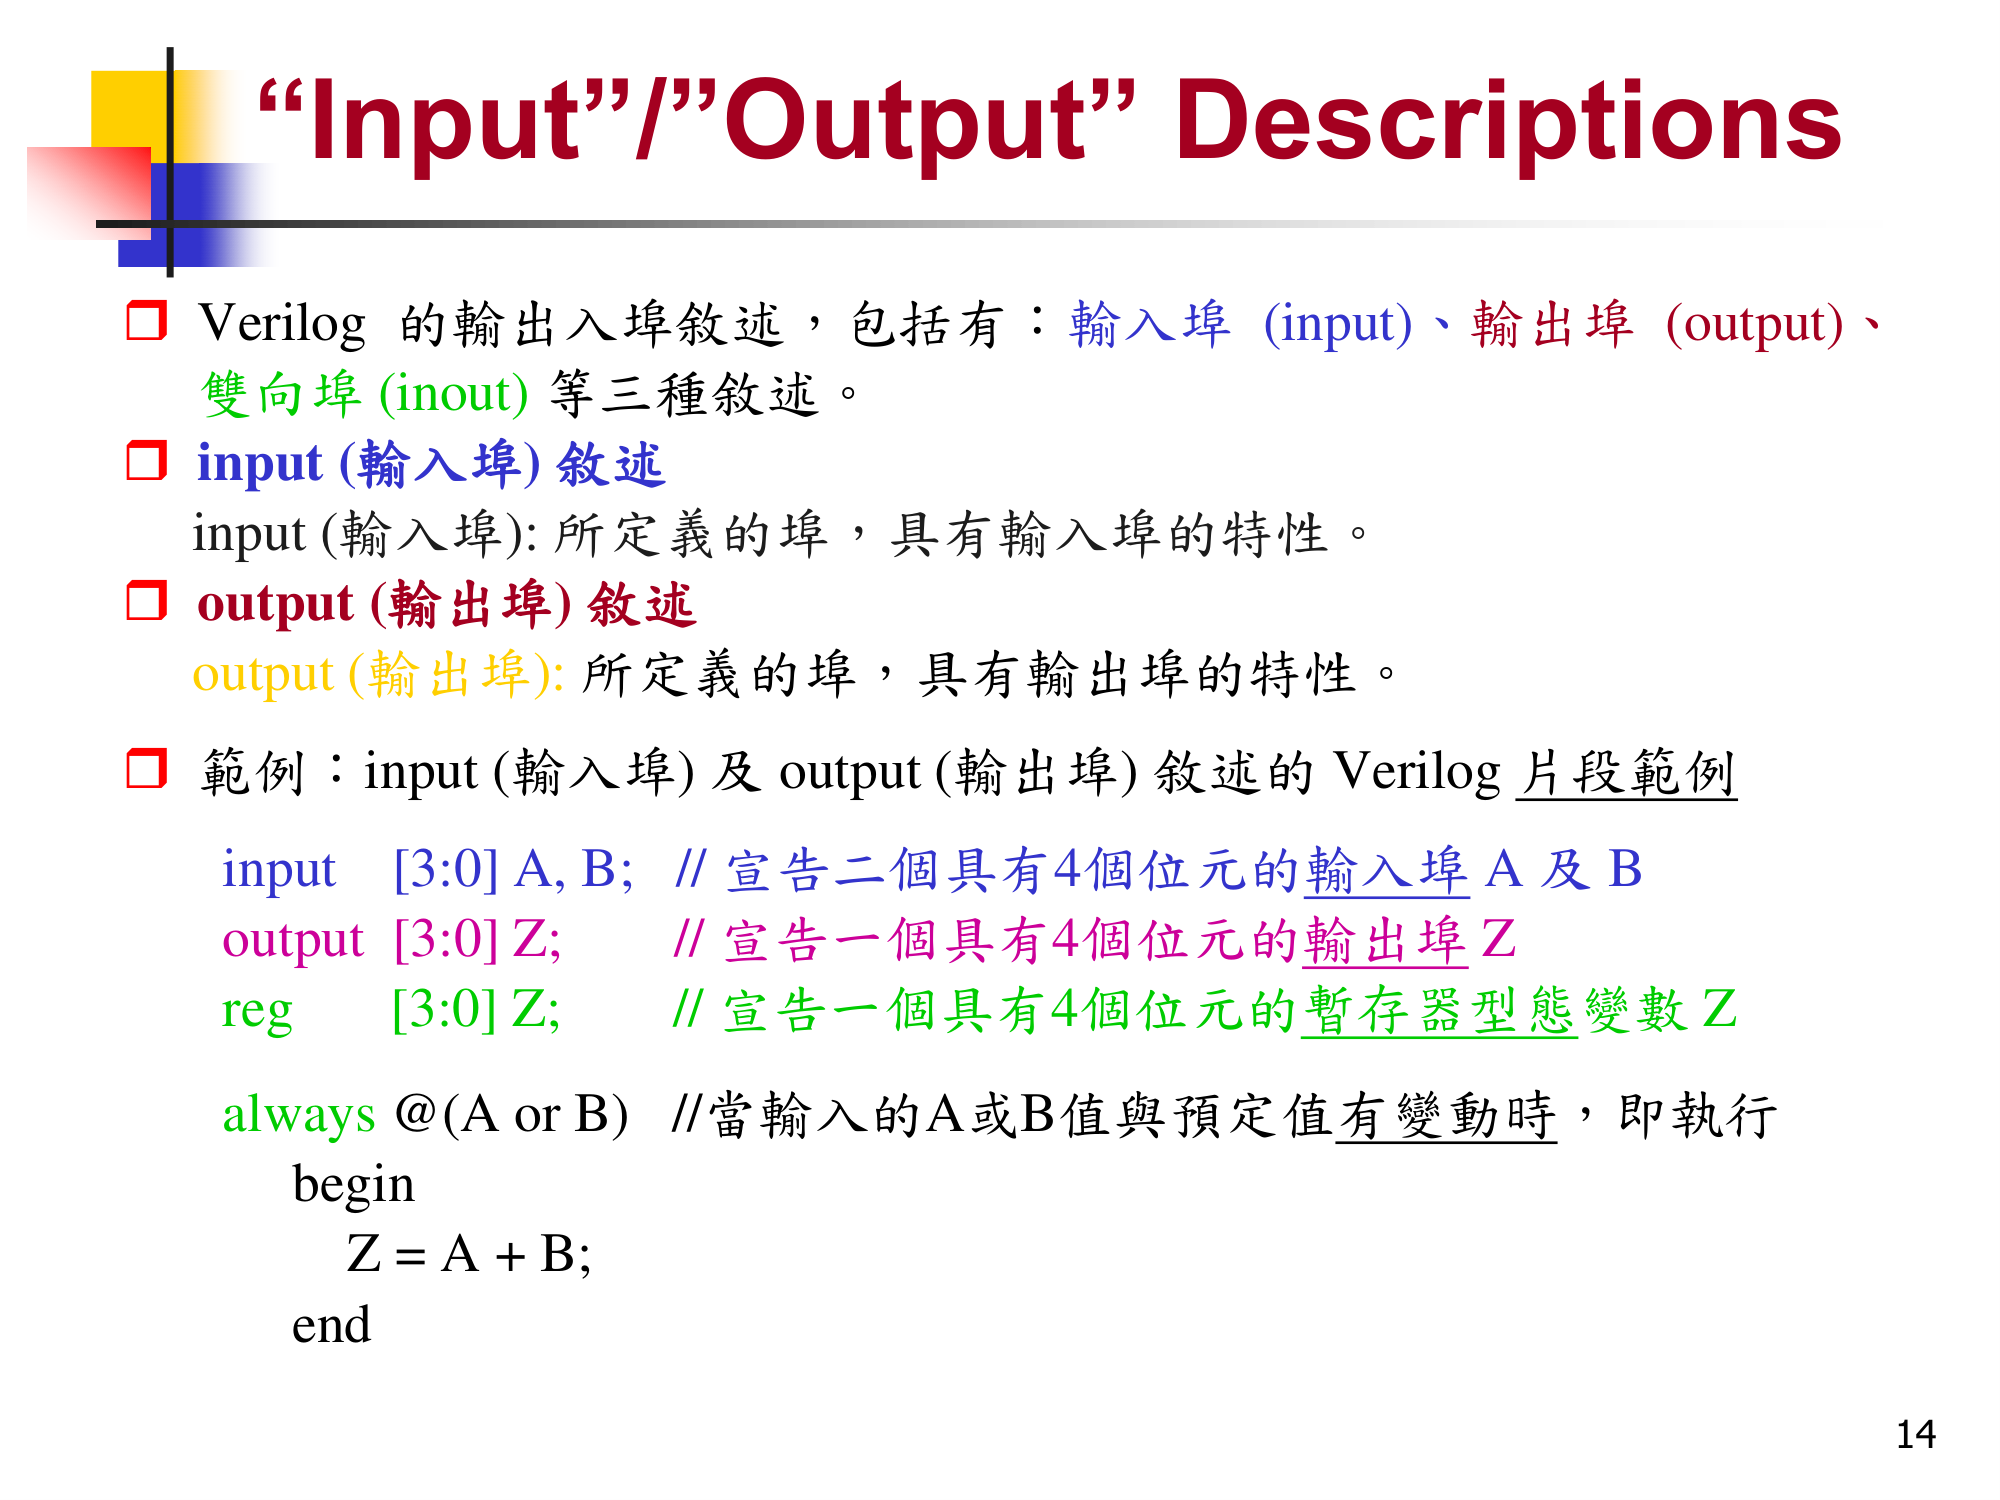 “Input”/”Output” Descriptions
Verilog 的輸出入埠敘述，包括有：輸入埠 (input)、輸出埠 (output)、
雙向埠 (inout) 等三種敘述。
input (輸入埠) 敘述
input (輸入埠): 所定義的埠，具有輸入埠的特性。
output (輸出埠) 敘述
output (輸出埠): 所定義的埠，具有輸出埠的特性。
範例：input (輸入埠) 及 output (輸出埠) 敘述的 Verilog 片段範例
input [3:0] A, B; // 宣告二個具有4個位元的輸入埠 A 及 B
output [3:0] Z; // 宣告一個具有4個位元的輸出埠 Z
reg [3:0] Z; // 宣告一個具有4個位元的暫存器型態變數 Z
always @(A or B) //當輸入的A或B值與預定值有變動時，即執行
begin
Z = A + B;
end
14